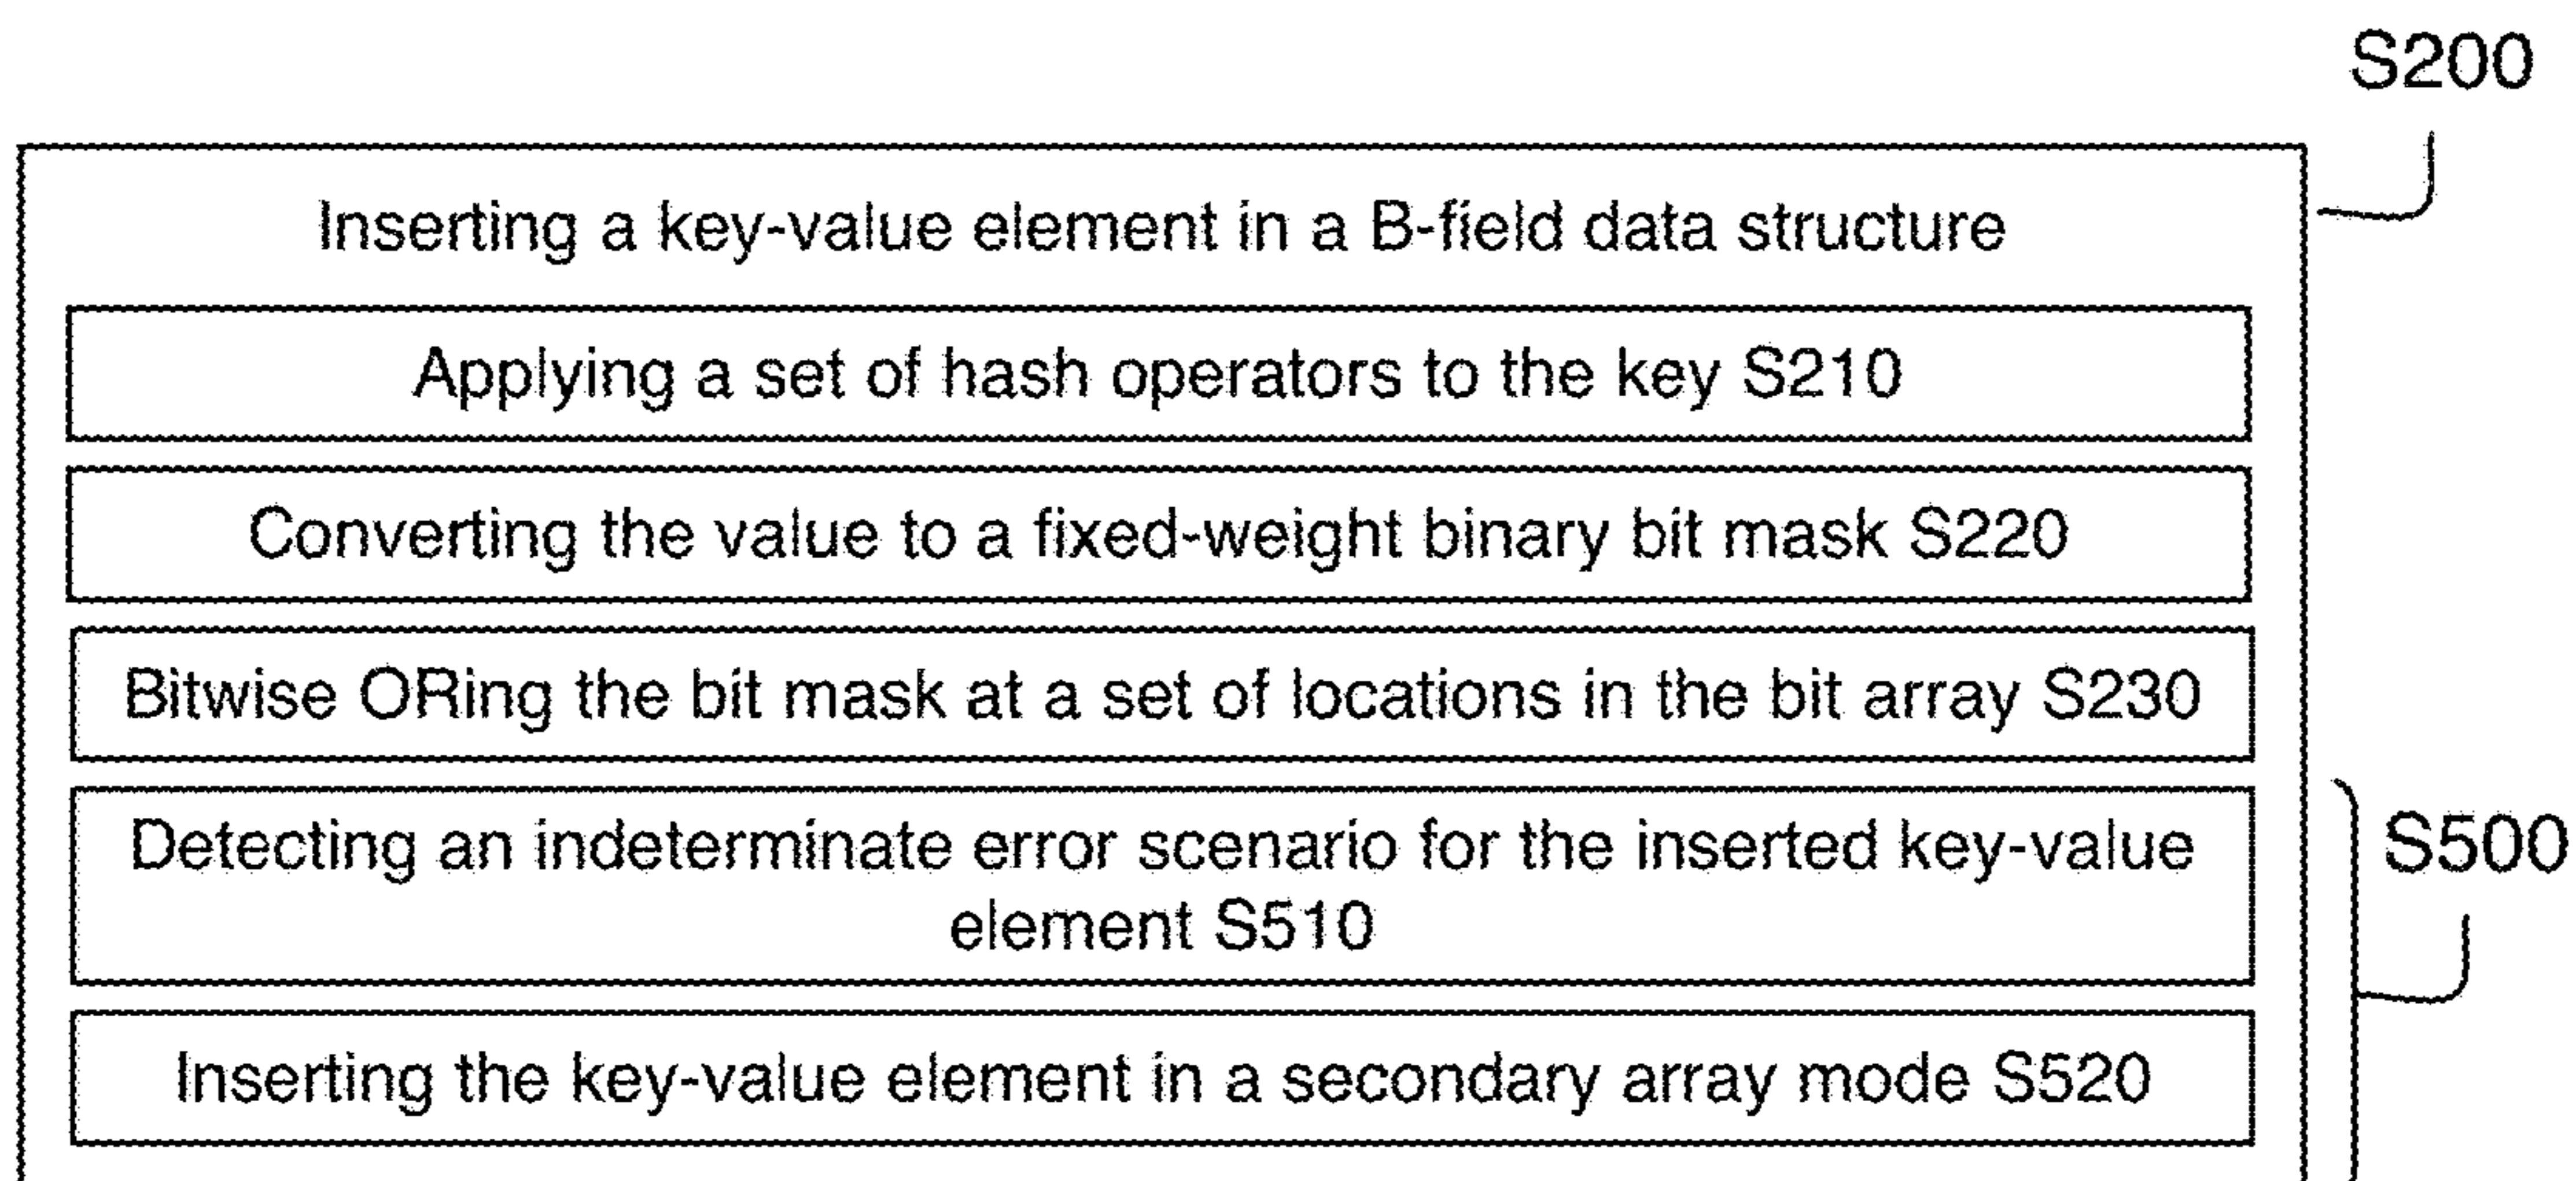 S200
Inserting a key-value element in a B-field data structure
Applying a set of hash operators to the key S210
Converting the value to a fixed-weight binary bit mask S220
Bitwise ORing the bit mask at a set of locations in the bit array S230
Detecting an indeterminate error scenario for the inserted key-value
element S510
S500
Inserting the key-value element in a secondary array mode S520